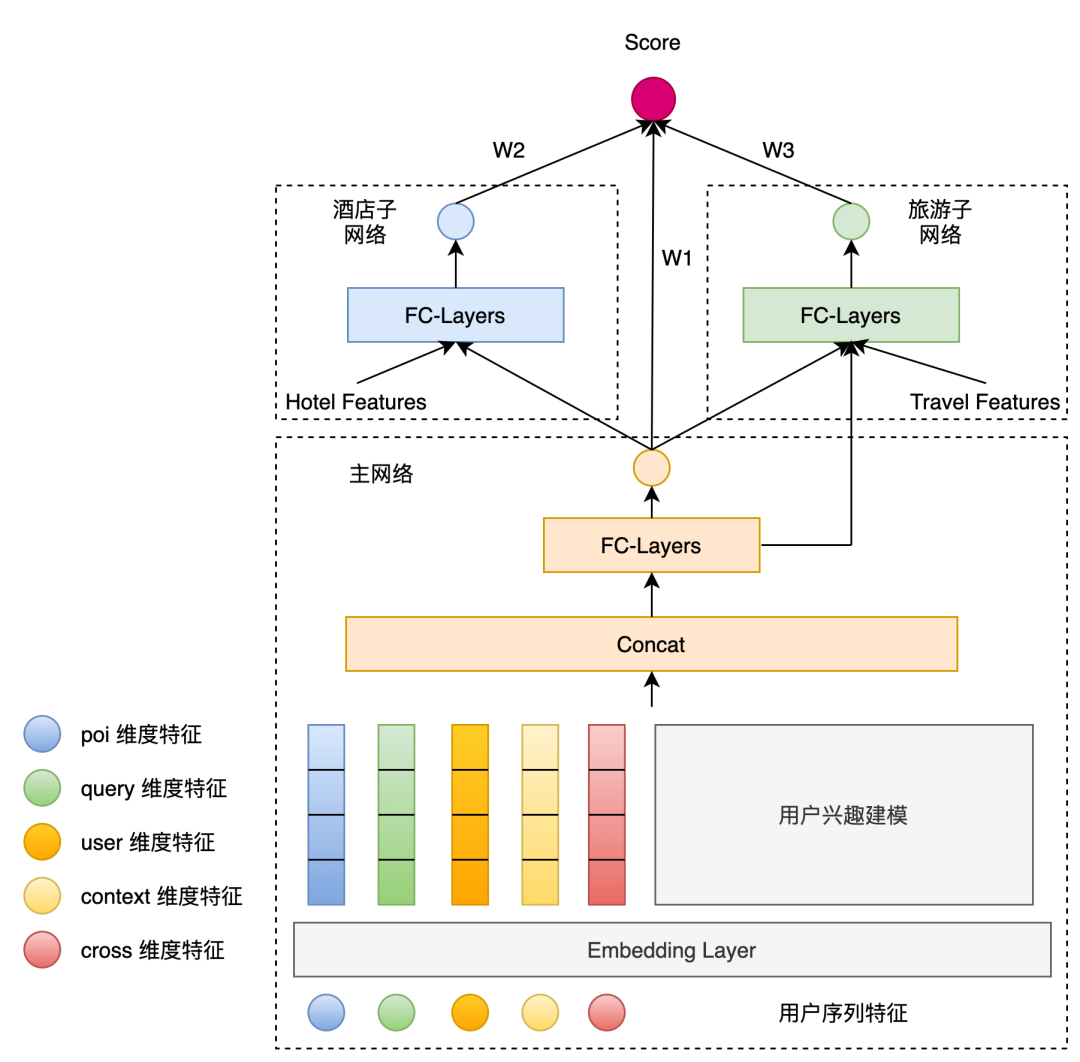 Score
W2
W3
酒店子
网络
旅游子
网络
W1
FC-Layers
FC-Layers
Hotel Features
Travel Features
主网络
FC-Layers
Concat
poi 维度特征
query 维度特征
user 维度特征
context 维度特征
cross 维度特征
用户兴趣建模
Embedding Layer
用户序列特征